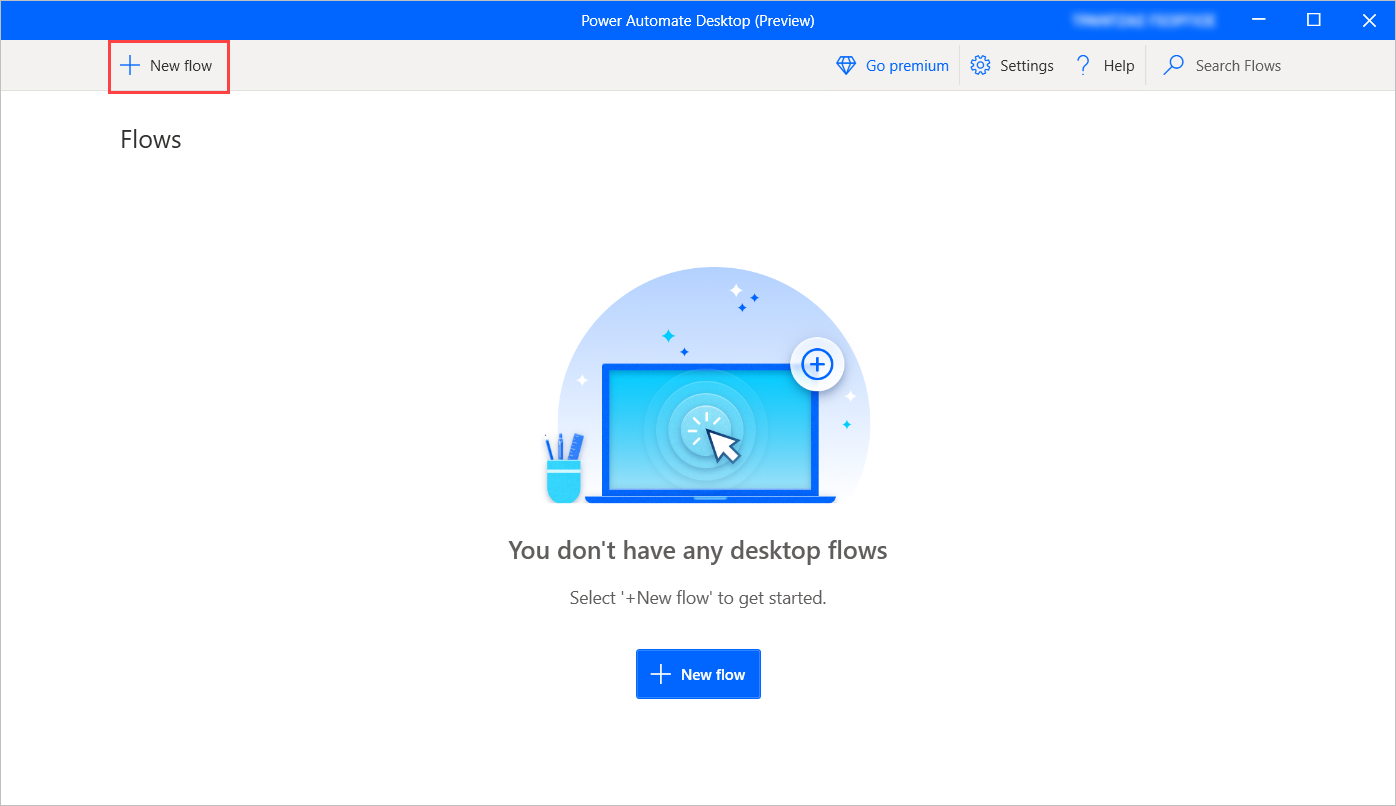 Power Automate Desktop (Preview)
New flow
Go premium
Settings
? Help
Search Flows
Flows
You don't have any desktop flows
Select '+New flow' to get started.
New flow